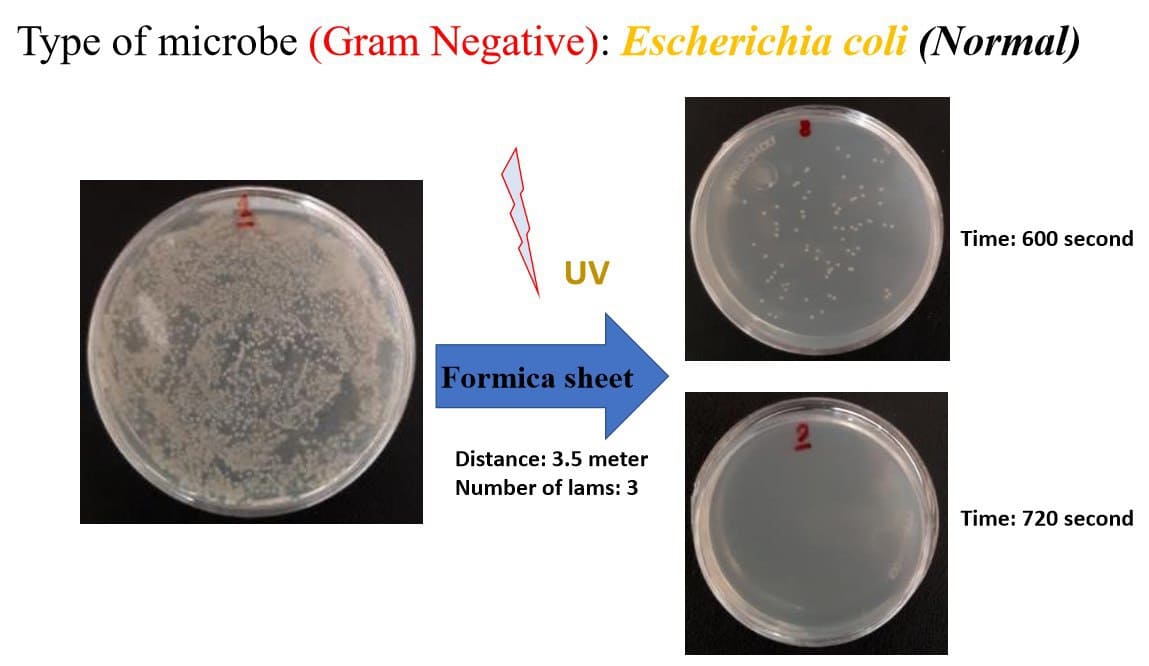 Type of microbe (Gram Negative): Escherichia coli (Normal)
1
UV
Formica sheet
Distance: 3.5 meter
Number of lams: 3
8
Time: 600 second
9
Time: 720 second